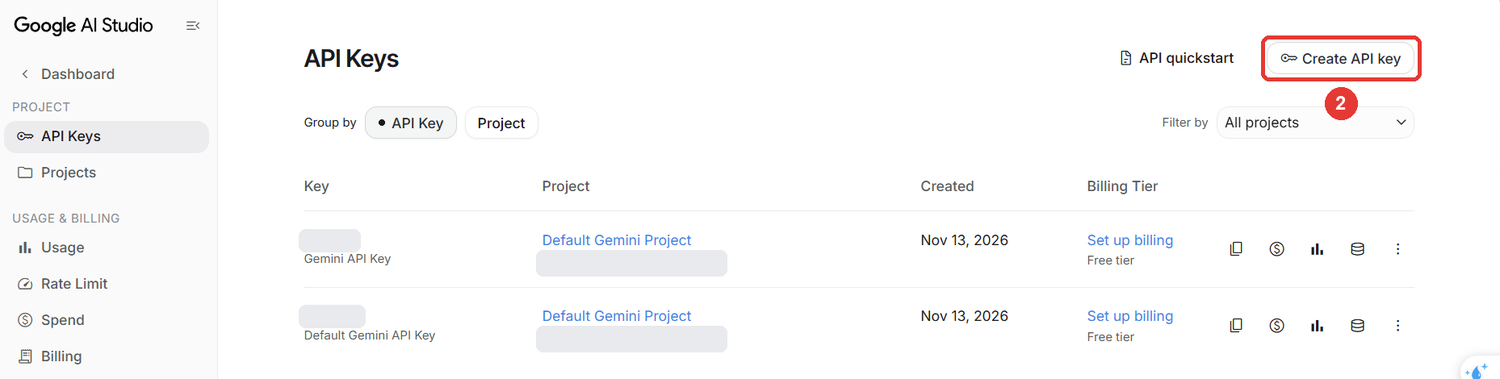 Google AI Studio
Dashboard
PROJECT
API Keys
Projects
USAGE & BILLING
Usage
Rate Limit
Spend
Billing
API Keys
API quickstart
Create API key
2
Group by
API Key
Project
Filter by
All projects
Key Project Created Billing Tier
Default Gemini Project Nov 13, 2026 Set up billing
Gemini API Key Free tier
Default Gemini Project Nov 13, 2026 Set up billing
Default Gemini API Key Free tier